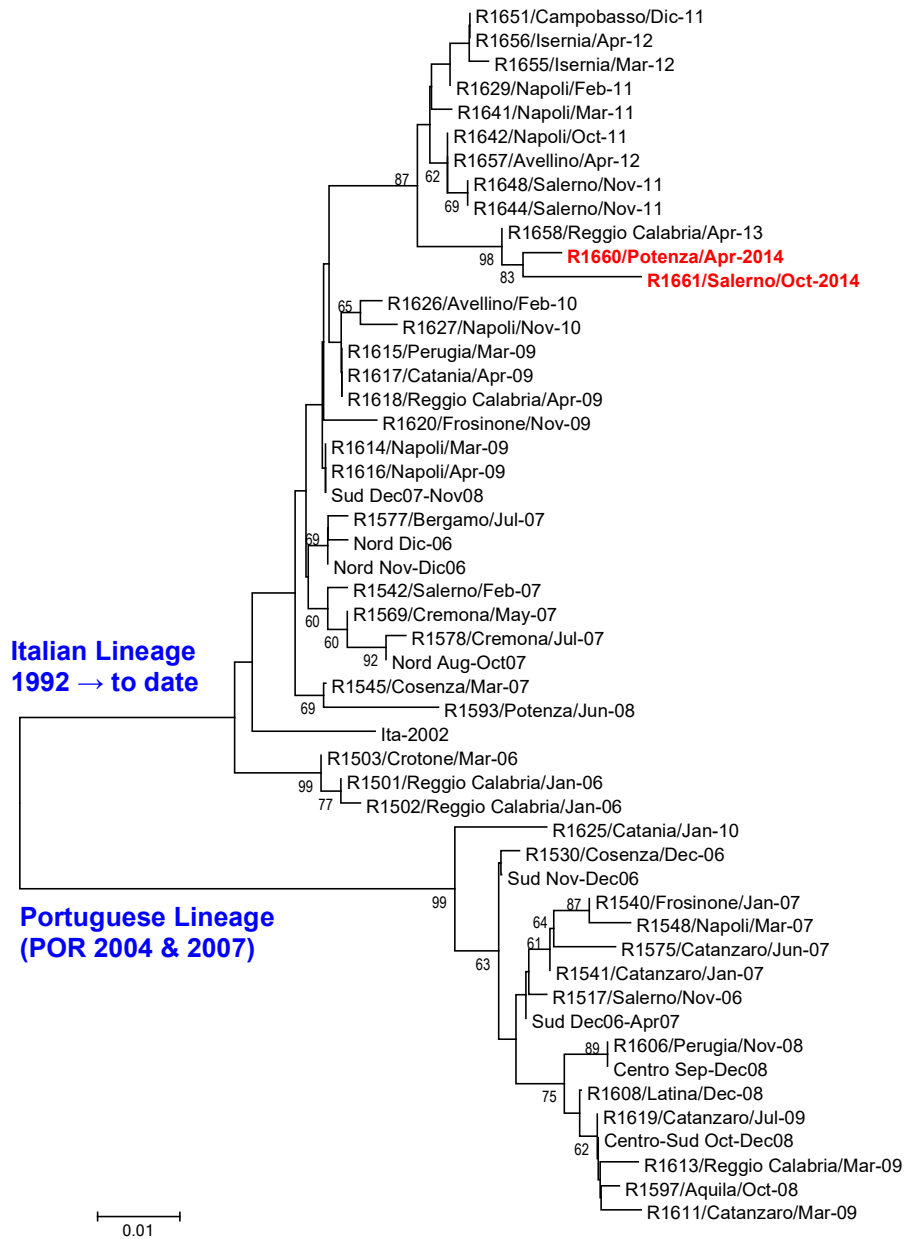 R1651/Campobasso/Dic-11
R1656/Isernia/Apr-12
R1655/Isernia/Mar-12
R1629/Napoli/Feb-11
R1641/Napoli/Mar-11
R1642/Napoli/Oct-11
87
62
R1657/Avellino/Apr-12
R1648/Salerno/Nov-11
69
R1644/Salerno/Nov-11
R1658/Reggio Calabria/Apr-13
98
R1660/Potenza/Apr-2014
83
R1661/Salerno/Oct-2014
65
R1626/Avellino/Feb-10
R1627/Napoli/Nov-10
R1615/Perugia/Mar-09
R1617/Catania/Apr-09
R1618/Reggio Calabria/Apr-09
R1620/Frosinone/Nov-09
R1614/Napoli/Mar-09
R1616/Napoli/Apr-09
Sud Dec07-Nov08
R1577/Bergamo/Jul-07
69
Nord Dic-06
Nord Nov-Dic06
R1542/Salerno/Feb-07
60
R1569/Cremona/May-07
60
R1578/Cremona/Jul-07
92
Nord Aug-Oct07
Italian Lineage
1992 → to date
R1545/Cosenza/Mar-07
69
R1593/Potenza/Jun-08
Ita-2002
R1503/Crotone/Mar-06
99
R1501/Reggio Calabria/Jan-06
77
R1502/Reggio Calabria/Jan-06
R1625/Catania/Jan-10
R1530/Cosenza/Dec-06
Sud Nov-Dec06
99
Portuguese Lineage
(POR 2004 & 2007)
87
R1540/Frosinone/Jan-07
64
R1548/Napoli/Mar-07
61
R1575/Catanzaro/Jun-07
63
R1541/Catanzaro/Jan-07
R1517/Salerno/Nov-06
Sud Dec06-Apr07
89
R1606/Perugia/Nov-08
Centro Sep-Dec08
75
R1608/Latina/Dec-08
R1619/Catanzaro/Jul-09
62
Centro-Sud Oct-Dec08
R1613/Reggio Calabria/Mar-09
R1597/Aquila/Oct-08
R1611/Catanzaro/Mar-09
0.01